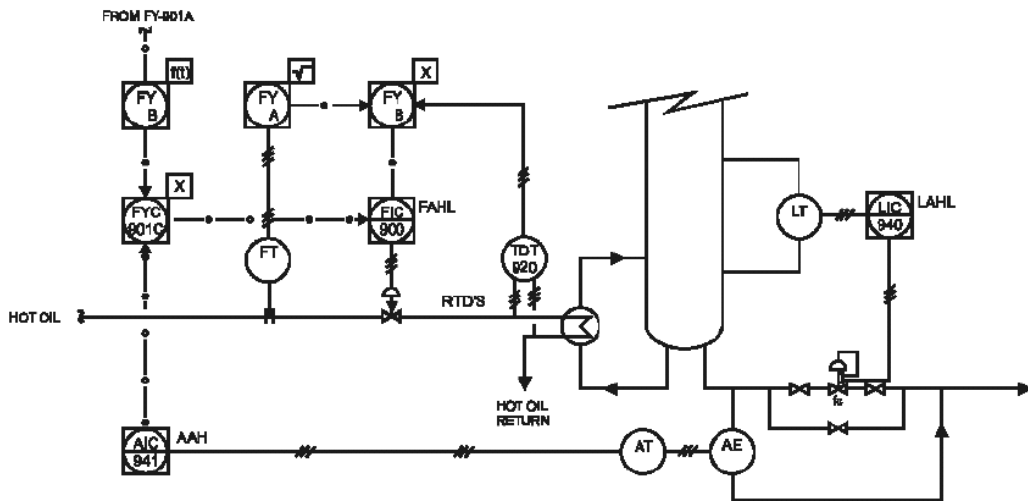 FROM FY-901A
f(t)
√
X
FY
B
FY
A
FY
B
X
FYC
901C
FIC
900
FAHL
FT
TDT
920
LT
LIC
940
LAHL
RTD'S
HOT OIL
HOT OIL
RETURN
fc
AIC
941
AAH
AT
AE